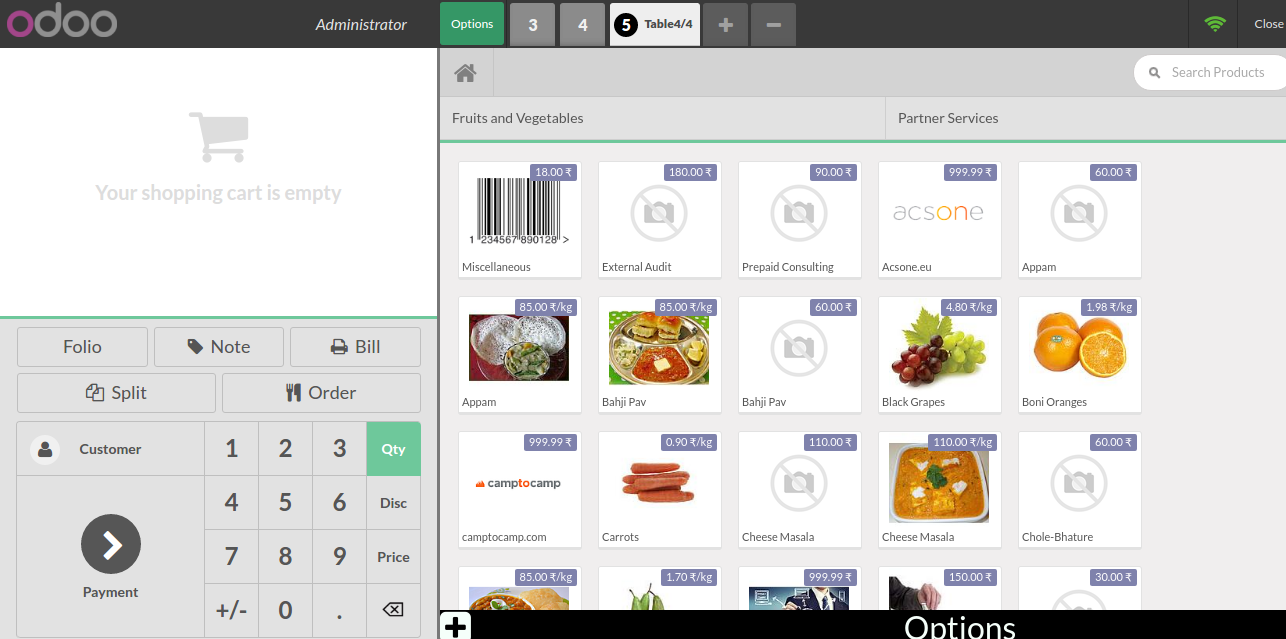 odoo
Administrator
Options
3
4
5 Table4/4
Close
Search Products
Fruits and Vegetables
Partner Services
Your shopping cart is empty
18.00 ₹
1 234567 890128 >
Miscellaneous
180.00 ₹
External Audit
90.00 ₹
Prepaid Consulting
999.99 ₹
acsone
Acsone.eu
60.00 ₹
Appam
85.00 ₹/kg
Appam
85.00 ₹/kg
Bahji Pav
60.00 ₹
Bahji Pav
4.80 ₹/kg
Black Grapes
1.98 ₹/kg
Boni Oranges
999.99 ₹
camptocamp
camptocamp.com
0.90 ₹/kg
Carrots
110.00 ₹
Cheese Masala
110.00 ₹/kg
Cheese Masala
60.00 ₹
Chole-Bhature
85.00 ₹/kg
1.70 ₹/kg
999.99 ₹
150.00 ₹
30.00 ₹
Folio
Note
Bill
Split
Order
Customer
1 2 3 Qty
4 5 6 Disc
7 8 9 Price
Payment
+/- 0 .
Options